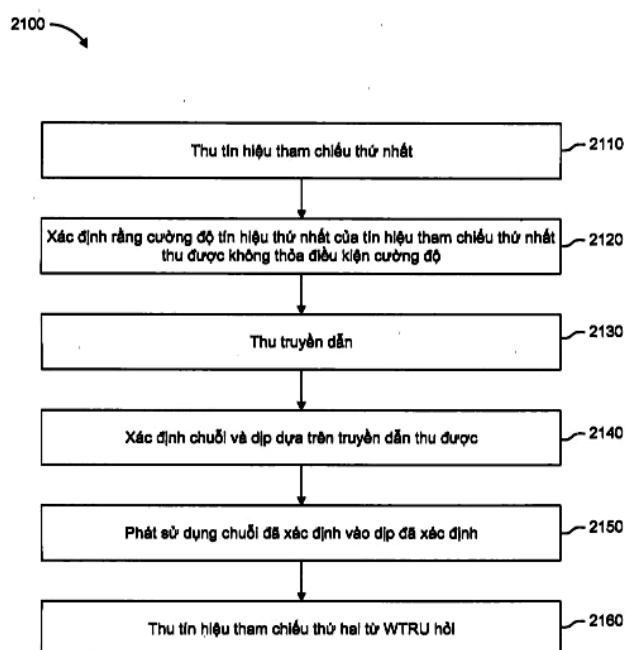 2100
Thu tín hiệu tham chiếu thứ nhất
2110
Xác định rằng cường độ tín hiệu thứ nhất của tín hiệu tham chiếu thứ nhất
thu được không thỏa điều kiện cường độ
2120
Thu truyền dẫn
2130
Xác định chuỗi và dịp dựa trên truyền dẫn thu được
2140
Phát sử dụng chuỗi đã xác định vào dịp đã xác định
2150
Thu tín hiệu tham chiếu thứ hai từ WTRU hỏi
2160